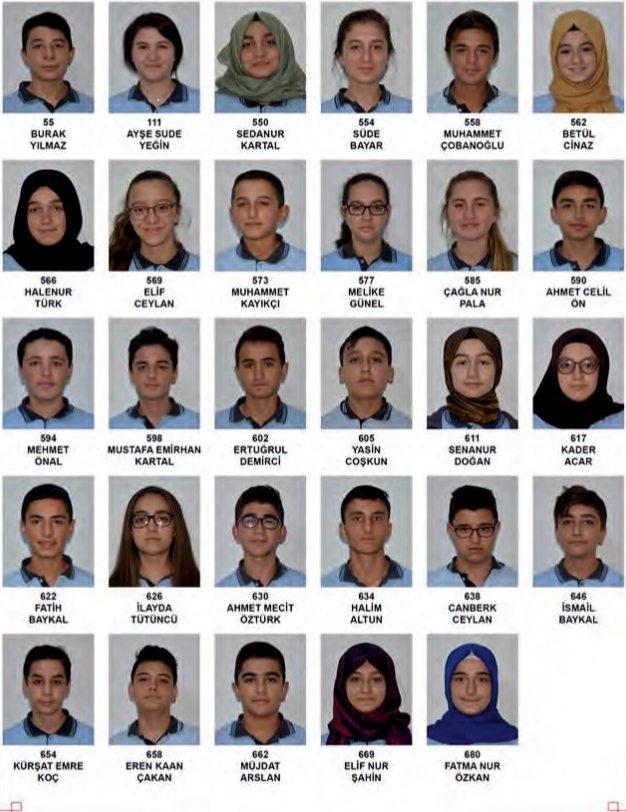 55 111 550 554 558 562
BURAK AYŞE SUDE SEDANUR SÜDE MUHAMMET BETÜL
YILMAZ YEĞİN KARTAL BAYAR ÇOBANOĞLU CİNAZ
566 569 573 577 585 590
HALENUR ELİF MUHAMMET MELİKE ÇAĞLA NUR AHMET CELİL
TÜRK CEYLAN KAYIKÇI GÜNEL PALA ÖN
594 598 602 605 611 617
MEHMET MUSTAFA EMİRHAN ERTUĞRUL YASİN SENANUR KADER
ÖNAL KARTAL DEMİRCİ COŞKUN DOĞAN ACAR
622 626 630 634 638 646
FATİH İLAYDA AHMET MECİT HALİM CANBERK İSMAİL
BAYKAL TÜTÜNCÜ ÖZTÜRK ALTUN CEYLAN BAYKAL
654 658 662 669 680
KÜRŞAT EMRE EREN KAAN MÜJDAT ELİF NUR FATMA NUR
KOÇ ÇAKAN ARSLAN ŞAHİN ÖZKAN